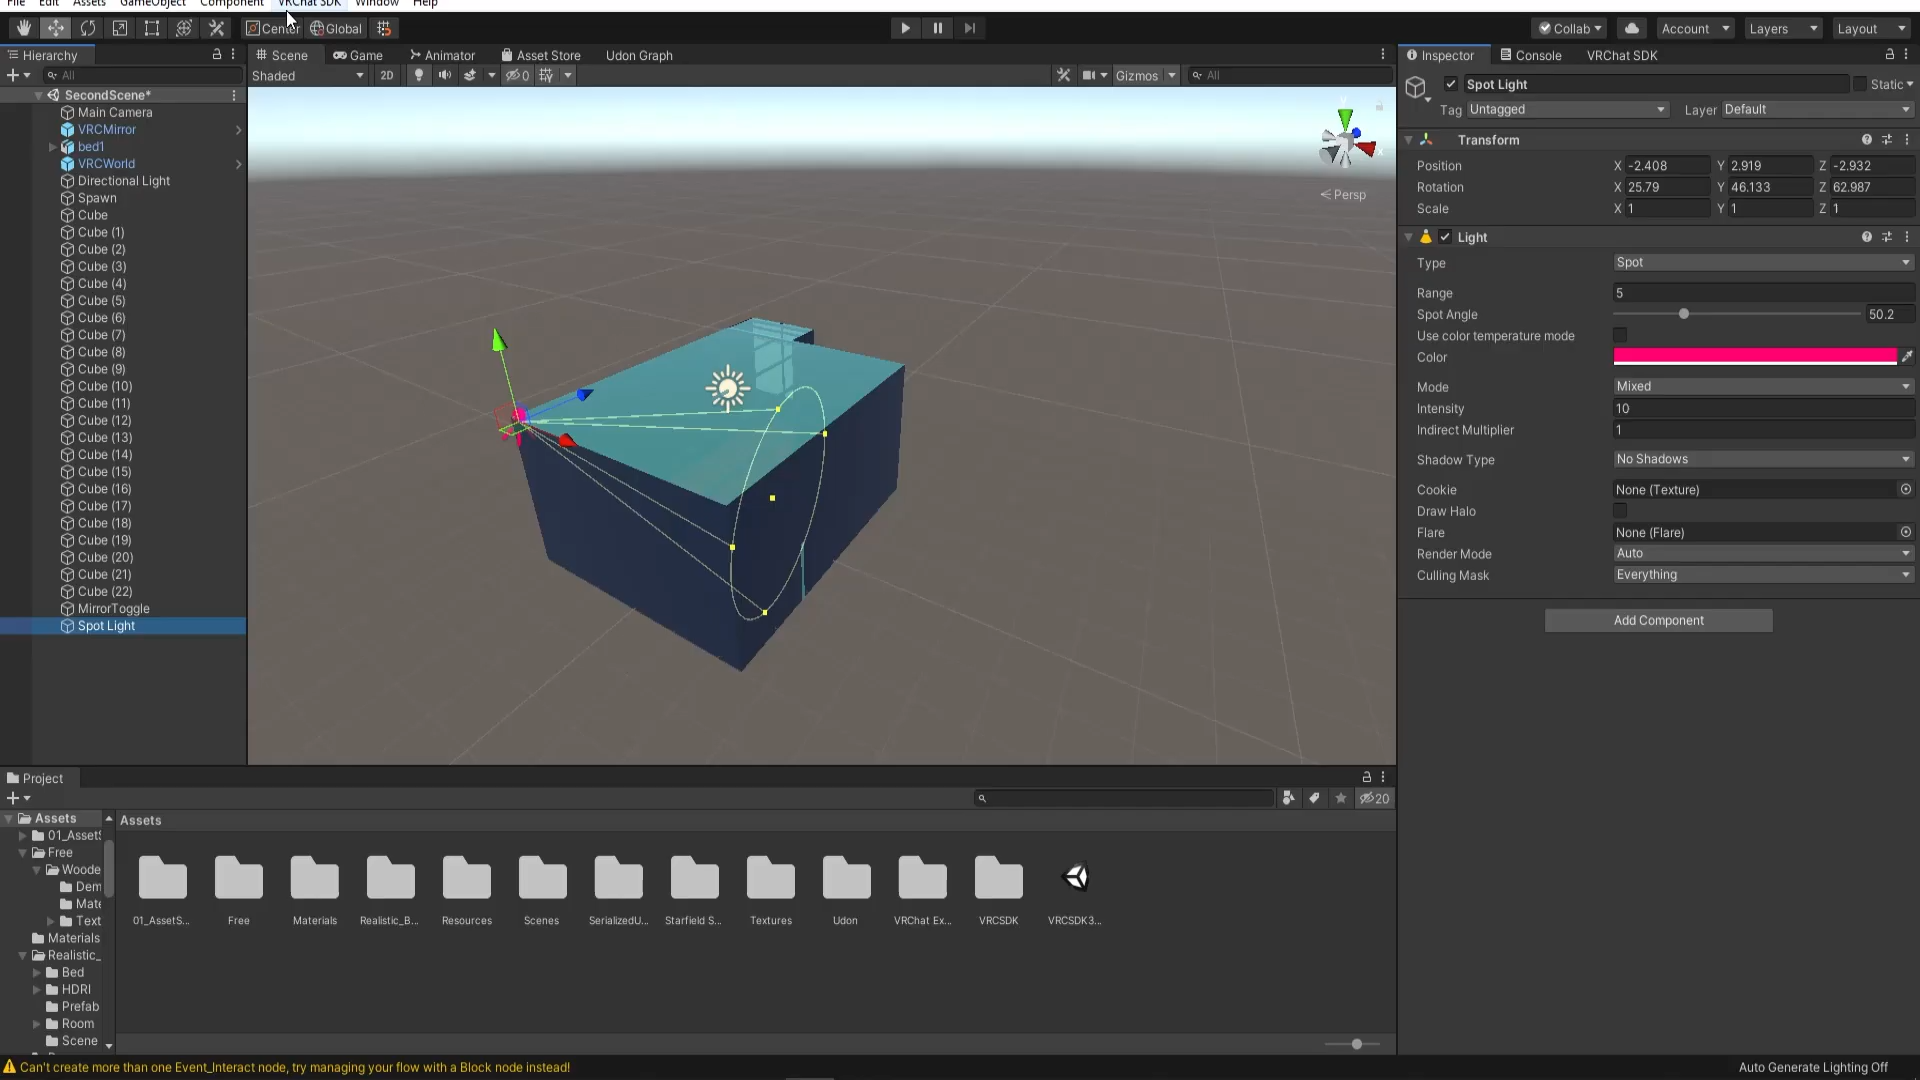 File Edit Assets GameObject Component VRChat SDK Window Help
Center Global Collab Account Layers Layout
Hierarchy Scene Game Animator Asset Store Udon Graph Inspector Console VRChat SDK
All Shaded 2D 0 Gizmos All
SecondScene*
Main Camera
VRCMirror
bed1
VRCWorld
Directional Light
Spawn
Cube
Cube (1)
Cube (2)
Cube (3)
Cube (4)
Cube (5)
Cube (6)
Cube (7)
Cube (8)
Cube (9)
Cube (10)
Cube (11)
Cube (12)
Cube (13)
Cube (14)
Cube (15)
Cube (16)
Cube (17)
Cube (18)
Cube (19)
Cube (20)
Cube (21)
Cube (22)
MirrorToggle
Spot Light
x
< Persp
Spot Light Static
Tag Untagged Layer Default
Transform
Position X -2.408 Y 2.919 Z -2.932
Rotation X 25.79 Y 46.133 Z 62.987
Scale X 1 Y 1 Z 1
Light
Type Spot
Range 5
Spot Angle 50.2
Use color temperature mode
Color
Mode Mixed
Intensity 10
Indirect Multiplier 1
Shadow Type No Shadows
Cookie None (Texture)
Draw Halo
Flare None (Flare)
Render Mode Auto
Culling Mask Everything
Add Component
Project
20
Assets
01_Asset
Free
Woode
Dem
Mate
Text
Materials
Realistic_
Bed
HDRI
Prefab
Room
Scene
Assets
01_AssetS... Free Materials Realistic_B... Resources Scenes SerializedU... Starfield S... Textures Udon VRChat Ex... VRCSDK VRCSDK3...
Can't create more than one Event_Interact node, try managing your flow with a Block node instead!
Auto Generate Lighting Off